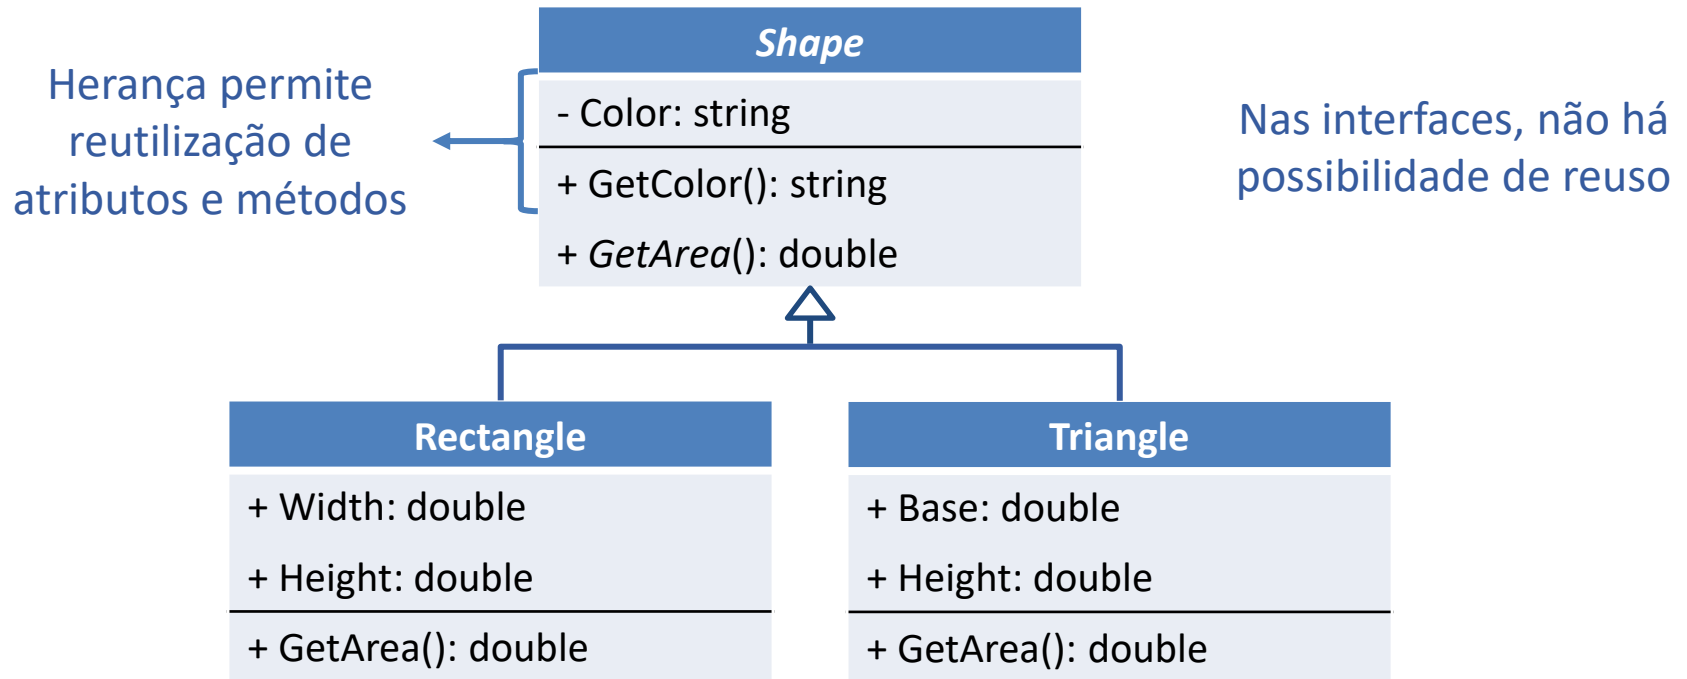 Shape
Herança permite
reutilização de
atributos e métodos
- Color: string
+ GetColor(): string
+ GetArea(): double
Nas interfaces, não há
possibilidade de reuso
Rectangle
+ Width: double
+ Height: double
+ GetArea(): double
Triangle
+ Base: double
+ Height: double
+ GetArea(): double